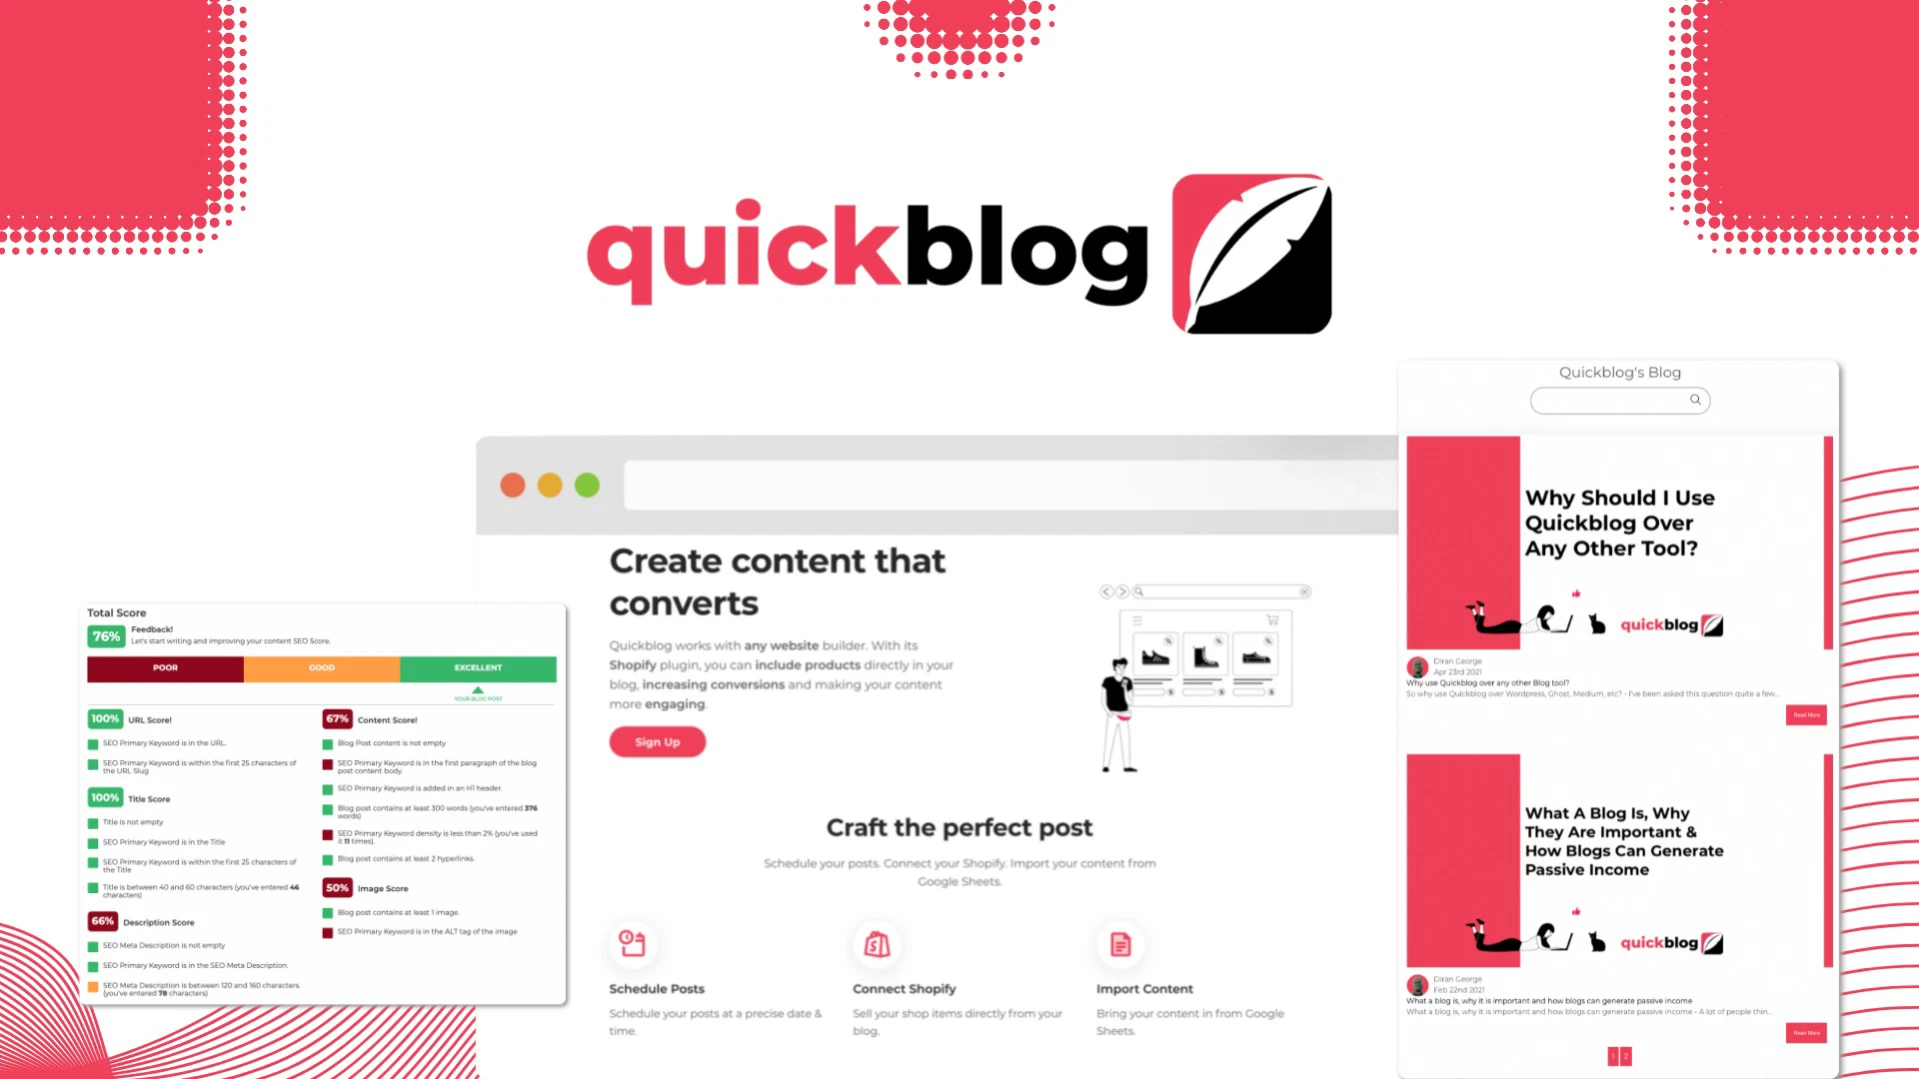 quickblog
Total Score
76%
Feedback!
Let's start writing and improving your content SEO Score.
POOR
GOOD
EXCELLENT
YOUR BLOG POST
100% URL Score!
SEO Primary Keyword is in the URL.
SEO Primary Keyword is within the first 25 characters of
the URL Slug
100% Title Score
Title is not empty
SEO Primary Keyword is in the Title
SEO Primary Keyword is within the first 25 characters of
the Title
Title is between 40 and 60 characters (you've entered 46
characters)
66% Description Score
SEO Meta Description is not empty
SEO Primary Keyword is in the SEO Meta Description.
SEO Meta Description is between 120 and 160 characters.
(you've entered 78 characters)
67% Content Score!
Blog Post content is not empty
SEO Primary Keyword is in the first paragraph of the blog
post content body.
SEO Primary Keyword is added in an H1 header.
Blog post contains at least 300 words (you've entered 376
words)
SEO Primary Keyword density is less than 2% (you've used
it 11 times).
Blog post contains at least 2 hyperlinks.
50% Image Score
Blog post contains at least 1 image.
SEO Primary Keyword is in the ALT tag of the image
Create content that
converts
Quickblog works with any website builder. With its
Shopify plugin, you can include products directly in your
blog, increasing conversions and making your content
more engaging.
Sign Up
Craft the perfect post
Schedule your posts. Connect your Shopify. Import your content from
Google Sheets.
Schedule Posts
Schedule your posts at a precise date &
time.
Connect Shopify
Sell your shop items directly from your
blog.
Import Content
Bring your content in from Google
Sheets.
Quickblog's Blog
Why Should I Use
Quickblog Over
Any Other Tool?
quickblog
Diran George
Apr 23rd 2021
Why use Quickblog over any other Blog tool?
So why use Quickblog over Wordpress, Ghost, Medium, etc? - I've been asked this question quite a few...
Read More
What A Blog Is, Why
They Are Important &
How Blogs Can Generate
Passive Income
quickblog
Diran George
Feb 22nd 2021
What a blog is, why it is important and how blogs can generate passive income
What a blog is, why it is important and how blogs can generate passive income - A lot of people thin...
Read More
1 2